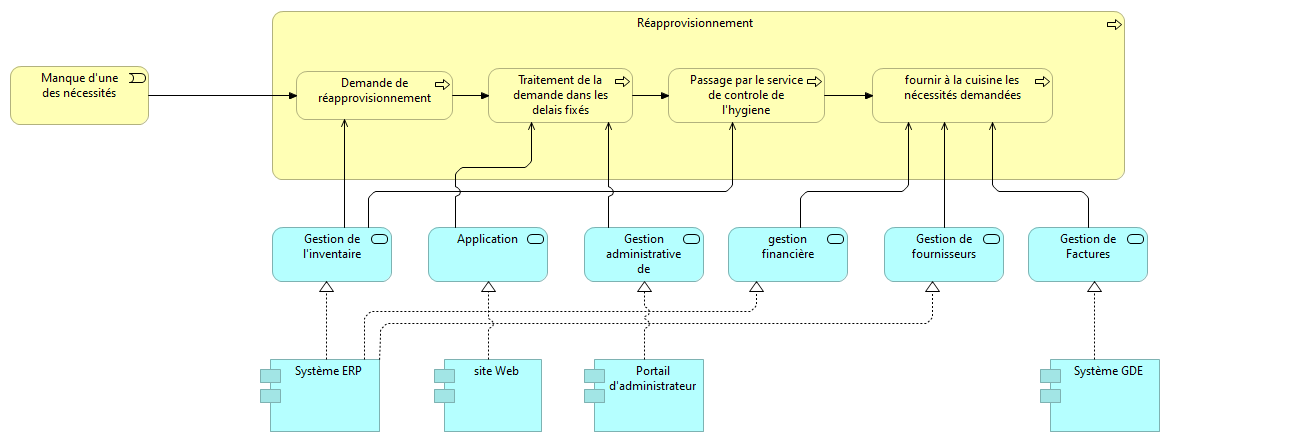 Réapprovisionnement
Manque d'une
des nécessités
Demande de
réapprovisionnement
Traitement de la
demande dans les
delais fixés
Passage par le service
de controle de
l'hygiene
fournir à la cuisine les
nécessités demandées
Gestion de
l'inventaire
Application
Gestion
administrative
de
gestion
financière
Gestion de
fournisseurs
Gestion de
Factures
Système ERP
site Web
Portail
d'administrateur
Système GDE